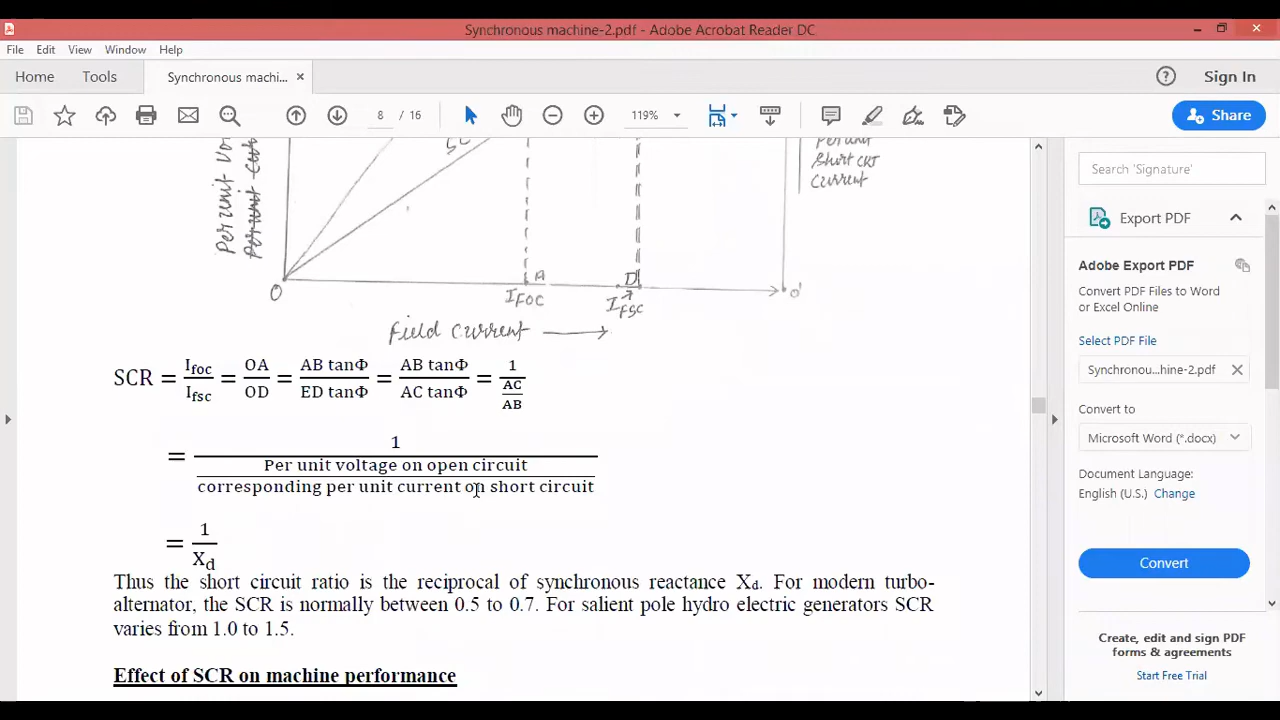 Synchronous machine-2.pdf - Adobe Acrobat Reader DC
File Edit View Window Help
Home Tools Synchronous machi... × Sign In
8 / 16 119% Share
Per unit Vo
Per unit Cu
SC
Per unit
Short CKT
Current
O A D O'
IFOC IFSC
Field Current
SCR = Ifoc/Ifsc = OA/OD = AB tanΦ/ED tanΦ = AB tanΦ/AC tanΦ = 1/(AC/AB)
= 1
Per unit voltage on open circuit
corresponding per unit current on short circuit
= 1/Xd
Thus the short circuit ratio is the reciprocal of synchronous reactance Xd. For modern turbo-
alternator, the SCR is normally between 0.5 to 0.7. For salient pole hydro electric generators SCR
varies from 1.0 to 1.5.
Effect of SCR on machine performance
Search 'Signature'
Export PDF
Adobe Export PDF
Convert PDF Files to Word
or Excel Online
Select PDF File
Synchronou...hine-2.pdf ×
Convert to
Microsoft Word (*.docx)
Document Language:
English (U.S.) Change
Convert
Create, edit and sign PDF
forms & agreements
Start Free Trial